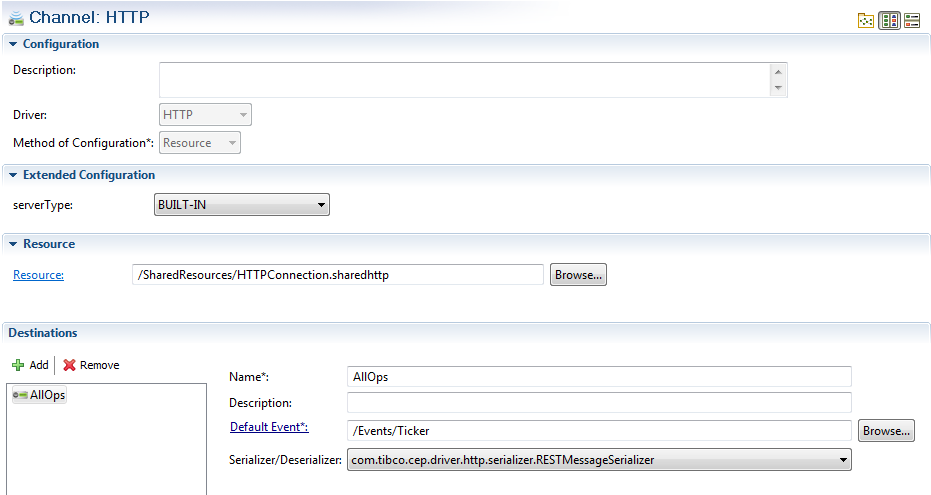 Channel: HTTP
Configuration
Description:
Driver: HTTP
Method of Configuration*: Resource
Extended Configuration
serverType: BUILT-IN
Resource
Resource: /SharedResources/HTTPConnection.sharedhttp Browse...
Destinations
Add Remove
AllOps
Name*: AllOps
Description:
Default Event*: /Events/Ticker Browse...
Serializer/Deserializer: com.tibco.cep.driver.http.serializer.RESTMessageSerializer